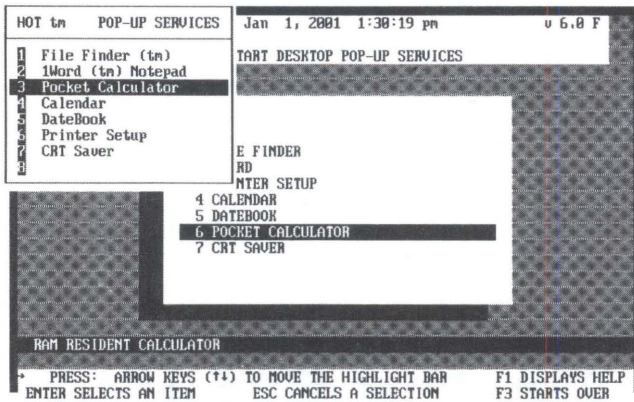 HOT tm POP-UP SERVICES
1 File Finder (tm)
2 1Word (tm) Notepad
3 Pocket Calculator
4 Calendar
5 DateBook
6 Printer Setup
7 CRT Saver
8
Jan 1, 2001 1:30:19 pm v 6.0 F
TART DESKTOP POP-UP SERVICES
E FINDER
RD
NTER SETUP
4 CALENDAR
5 DATEBOOK
6 POCKET CALCULATOR
7 CRT SAVER
RAM RESIDENT CALCULATOR
PRESS: ARROW KEYS (↑↓) TO MOVE THE HIGHLIGHT BAR F1 DISPLAYS HELP
ENTER SELECTS AN ITEM ESC CANCELS A SELECTION F3 STARTS OVER